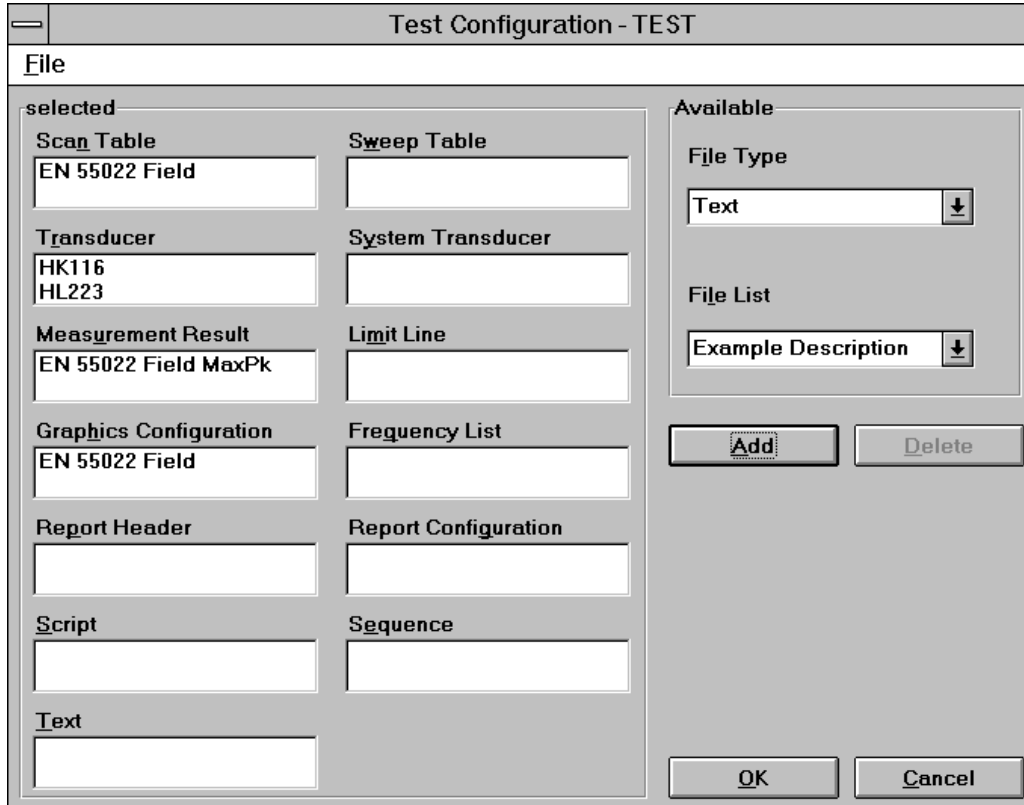 Test Configuration - TEST
File
selected
Scan Table
EN 55022 Field
Sweep Table
Transducer
HK116
HL223
System Transducer
Measurement Result
EN 55022 Field MaxPk
Limit Line
Graphics Configuration
EN 55022 Field
Frequency List
Report Header
Report Configuration
Script
Sequence
Text
Available
File Type
Text
File List
Example Description
Add
Delete
OK
Cancel